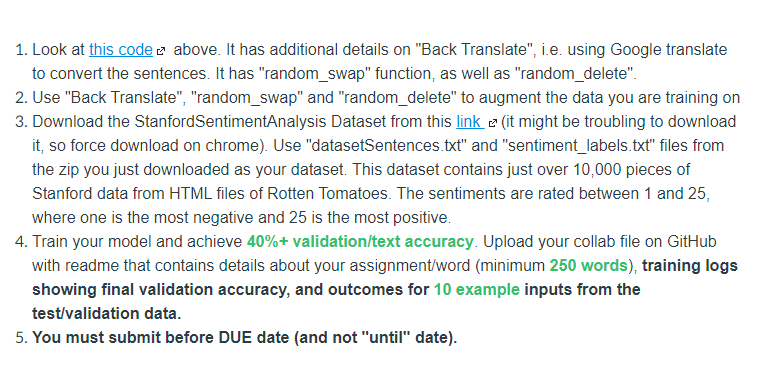 1. Look at this code above. It has additional details on "Back Translate", i.e. using Google translate
to convert the sentences. It has "random_swap" function, as well as "random_delete".
2. Use "Back Translate", "random_swap" and "random_delete" to augment the data you are training on
3. Download the StanfordSentimentAnalysis Dataset from this link (it might be troubling to download
it, so force download on chrome). Use "datasetSentences.txt" and "sentiment_labels.txt" files from
the zip you just downloaded as your dataset. This dataset contains just over 10,000 pieces of
Stanford data from HTML files of Rotten Tomatoes. The sentiments are rated between 1 and 25,
where one is the most negative and 25 is the most positive.
4. Train your model and achieve 40%+ validation/text accuracy. Upload your collab file on GitHub
with readme that contains details about your assignment/word (minimum 250 words), training logs
showing final validation accuracy, and outcomes for 10 example inputs from the
test/validation data.
5. You must submit before DUE date (and not "until" date).